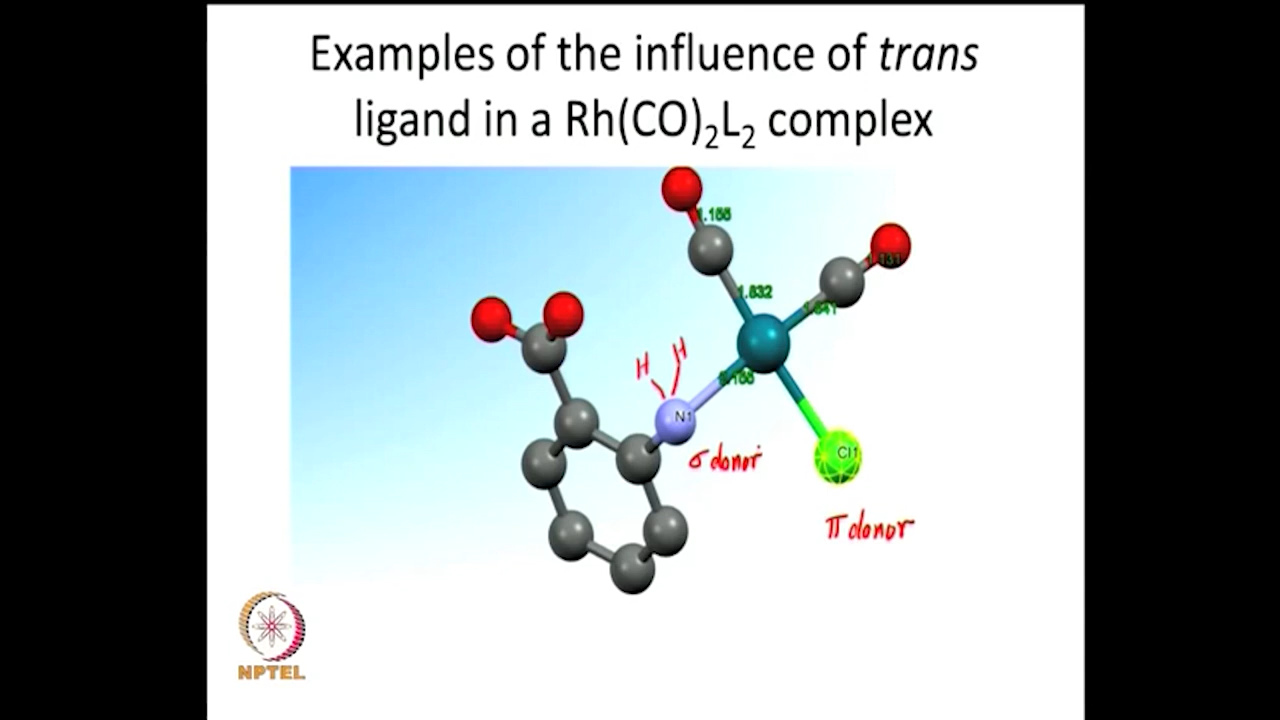 Examples of the influence of trans
ligand in a Rh(CO)₂L₂ complex
1.155
1.131
1.832
1.841
H H
N1
σ donor
Cl1
π donor
NPTEL